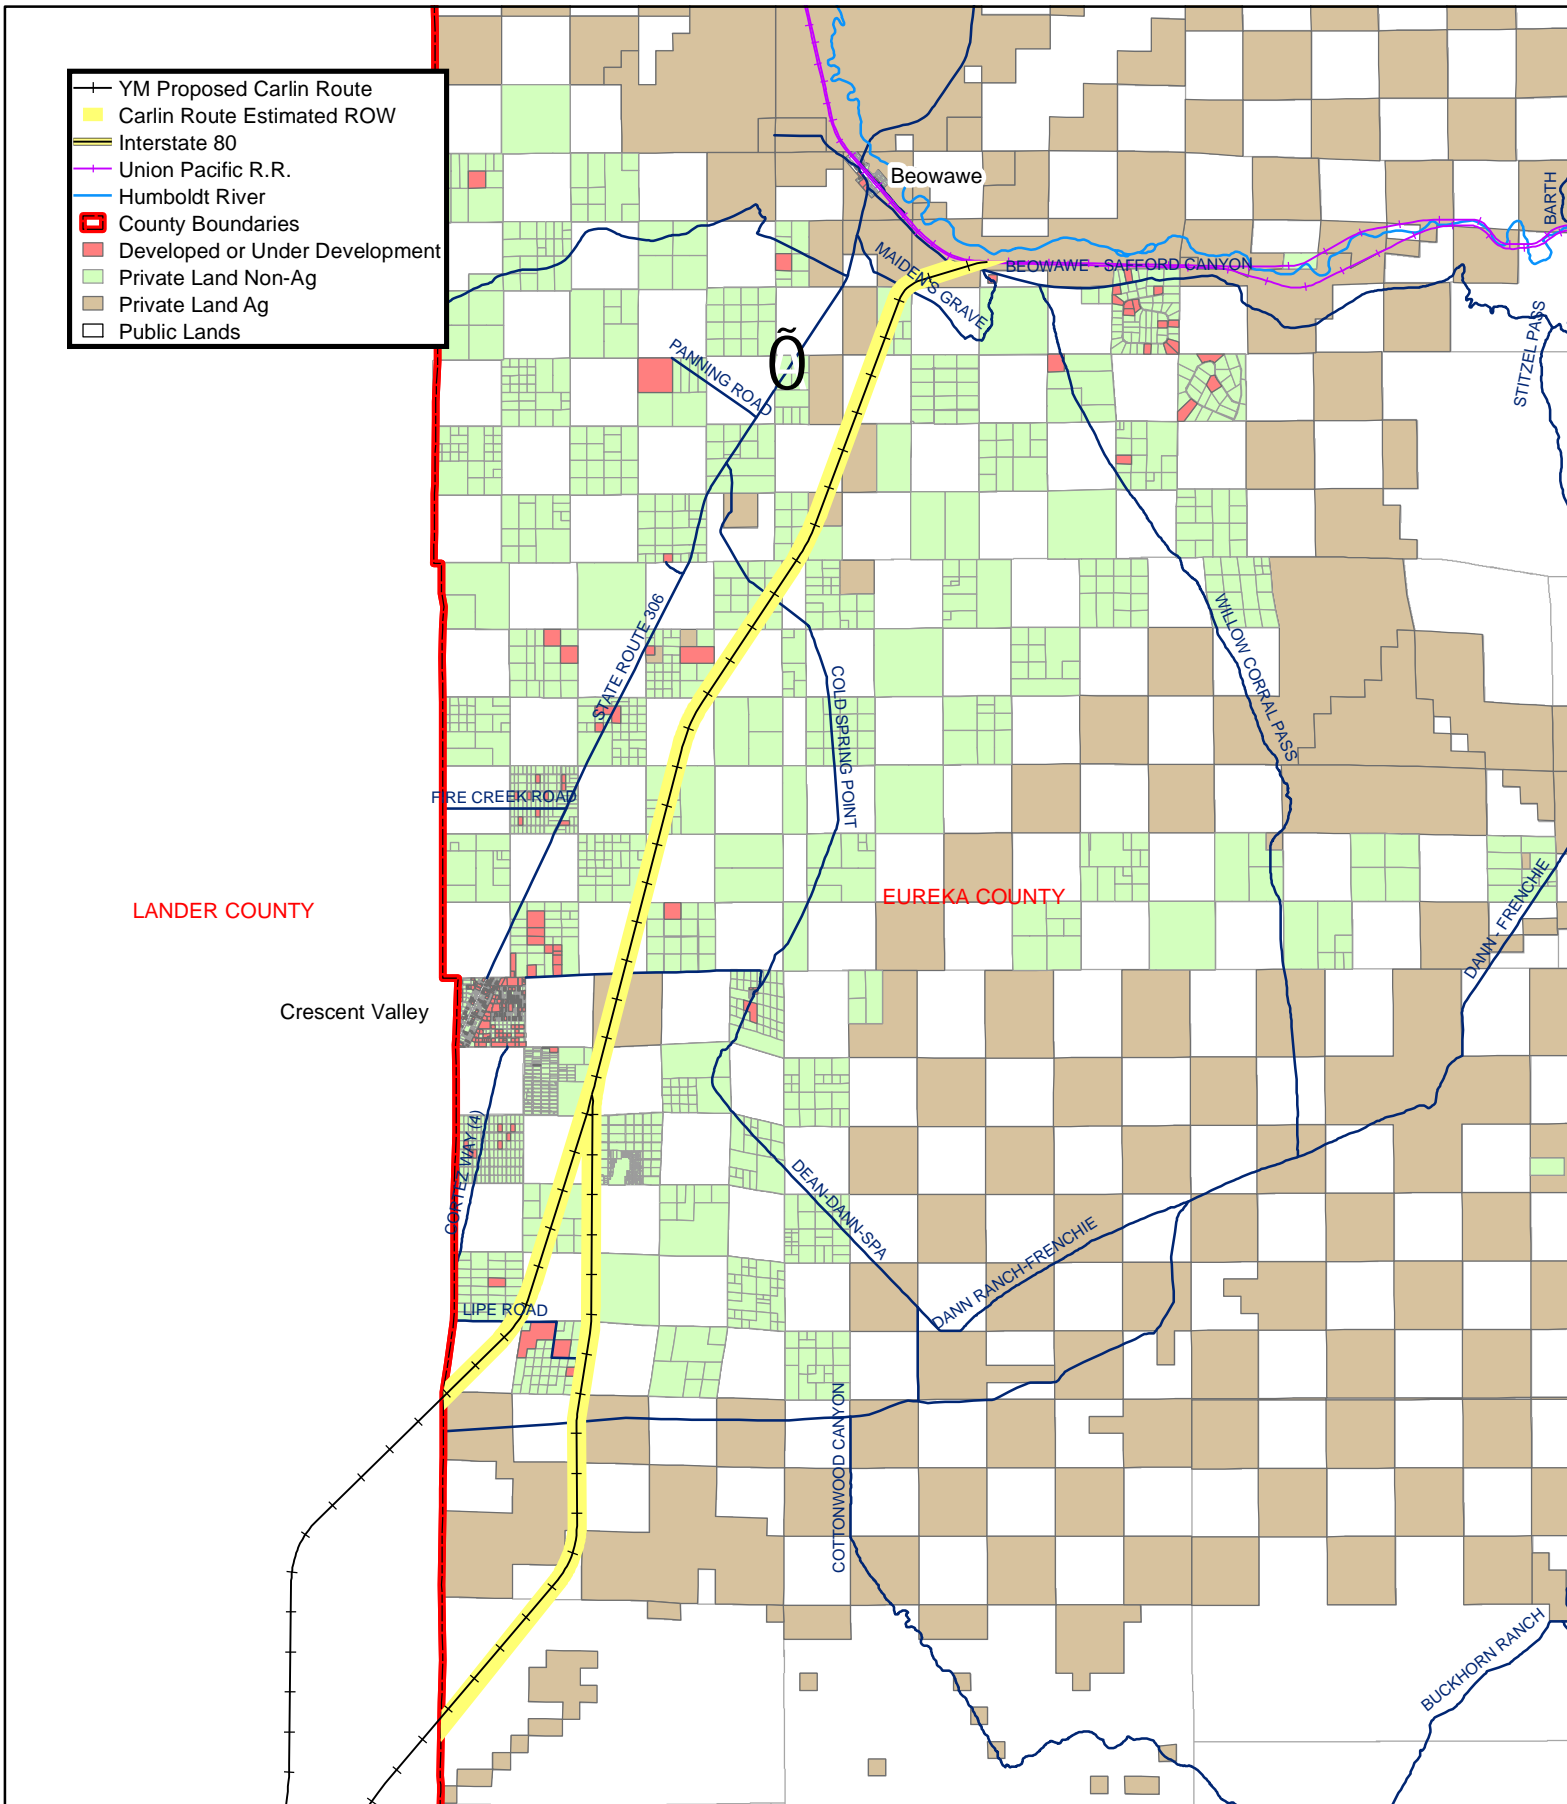 YM Proposed Carlin Route
Carlin Route Estimated ROW
Interstate 80
Union Pacific R.R.
Humboldt River
County Boundaries
Developed or Under Development
Private Land Non-Ag
Private Land Ag
Public Lands
Beowawe
BARTH
MAIDEN'S GRAVE
BEOWAWE - SAFFORD CANYON
STITZEL PASS
PANNING ROAD
Õ
STATE ROUTE 306
WILLOW CORRAL PASS
COLD SPRING POINT
FIRE CREEK ROAD
LANDER COUNTY
EUREKA COUNTY
DANN - FRENCHIE
Crescent Valley
CORTEZ WAY (4)
DEAN-DANN-SPA
DANN RANCH-FRENCHIE
LIPE ROAD
COTTONWOOD CANYON
BUCKHORN RANCH